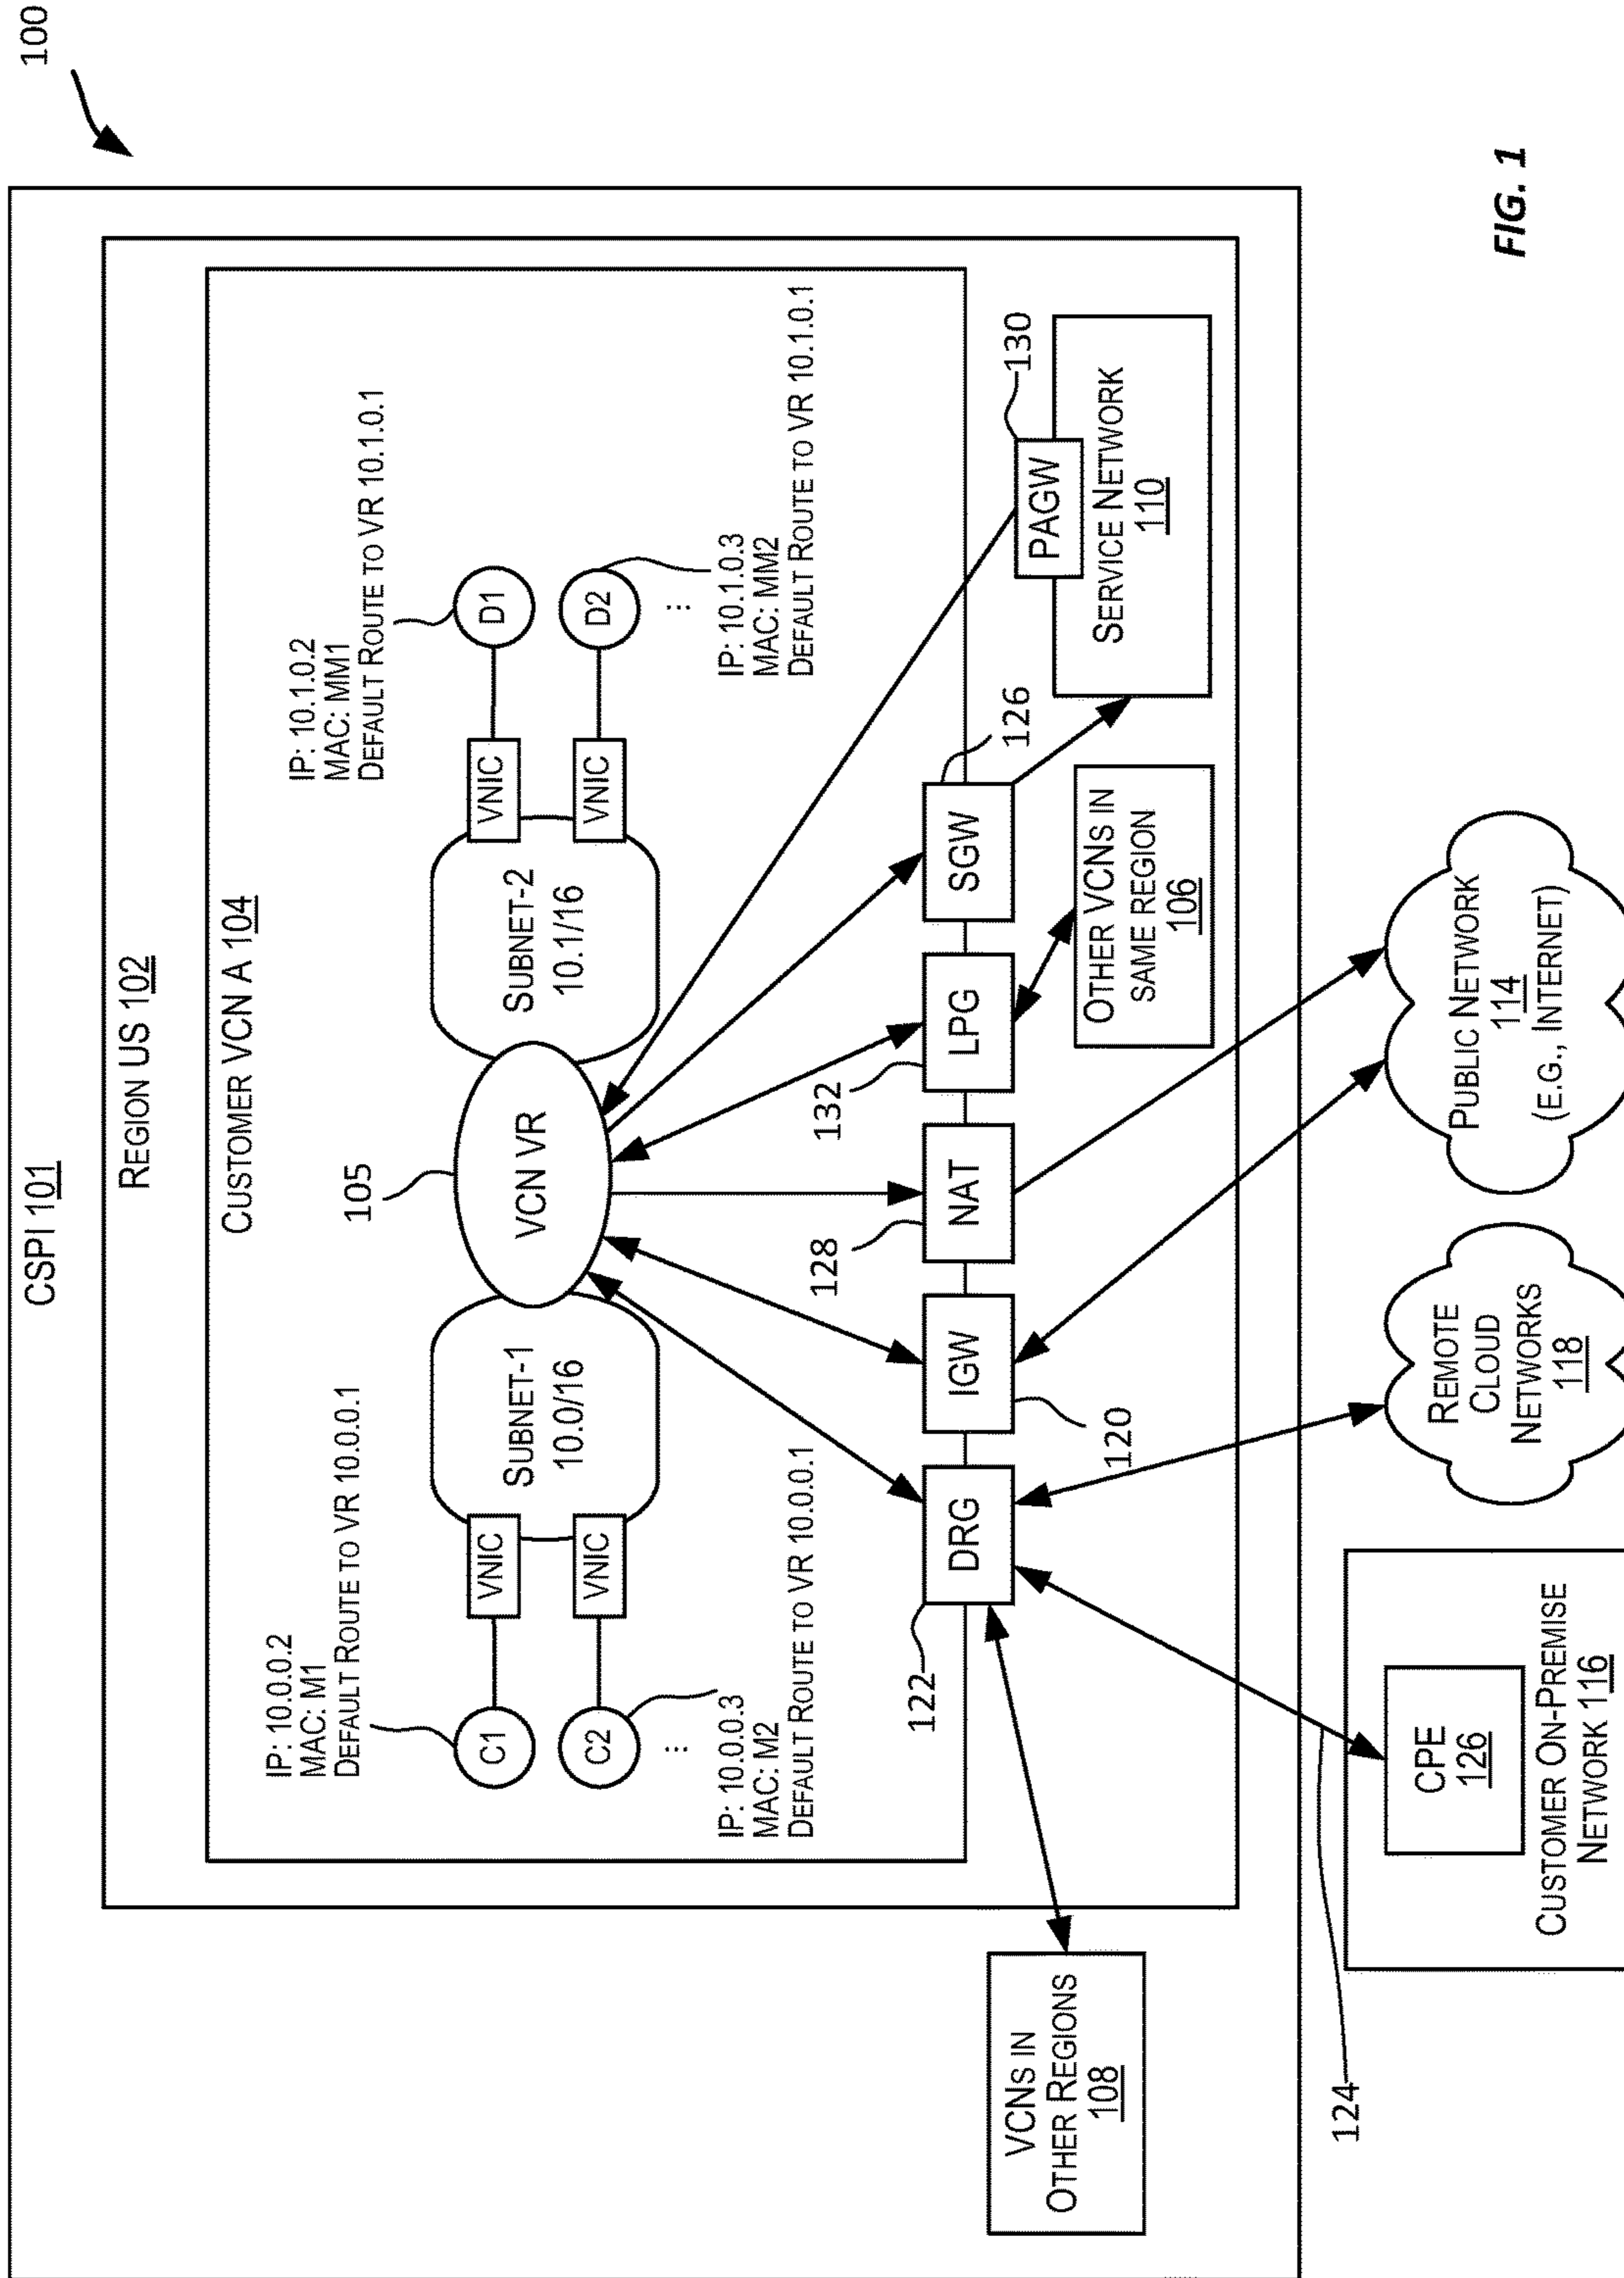 100
CSPI 101
REGION US 102
CUSTOMER VCN A 104
IP: 10.0.0.2
MAC: M1
DEFAULT ROUTE TO VR 10.0.0.1
105
IP: 10.1.0.2
MAC: MM1
DEFAULT ROUTE TO VR 10.1.0.1
C1
VNIC
SUBNET-1
10.0/16
VCN VR
SUBNET-2
10.1/16
VNIC
D1
C2
VNIC
VNIC
D2
...
...
IP: 10.0.0.3
MAC: M2
DEFAULT ROUTE TO VR 10.0.0.1
IP: 10.1.0.3
MAC: MM2
DEFAULT ROUTE TO VR 10.1.0.1
122
128
132
DRG
IGW
NAT
LPG
SGW
126
130
120
PAGW
SERVICE NETWORK
110
VCNS IN
OTHER REGIONS
108
OTHER VCNS IN
SAME REGION
106
124
CPE
126
CUSTOMER ON-PREMISE
NETWORK 116
REMOTE
CLOUD
NETWORKS
118
PUBLIC NETWORK
114
(E.G., INTERNET)
FIG. 1